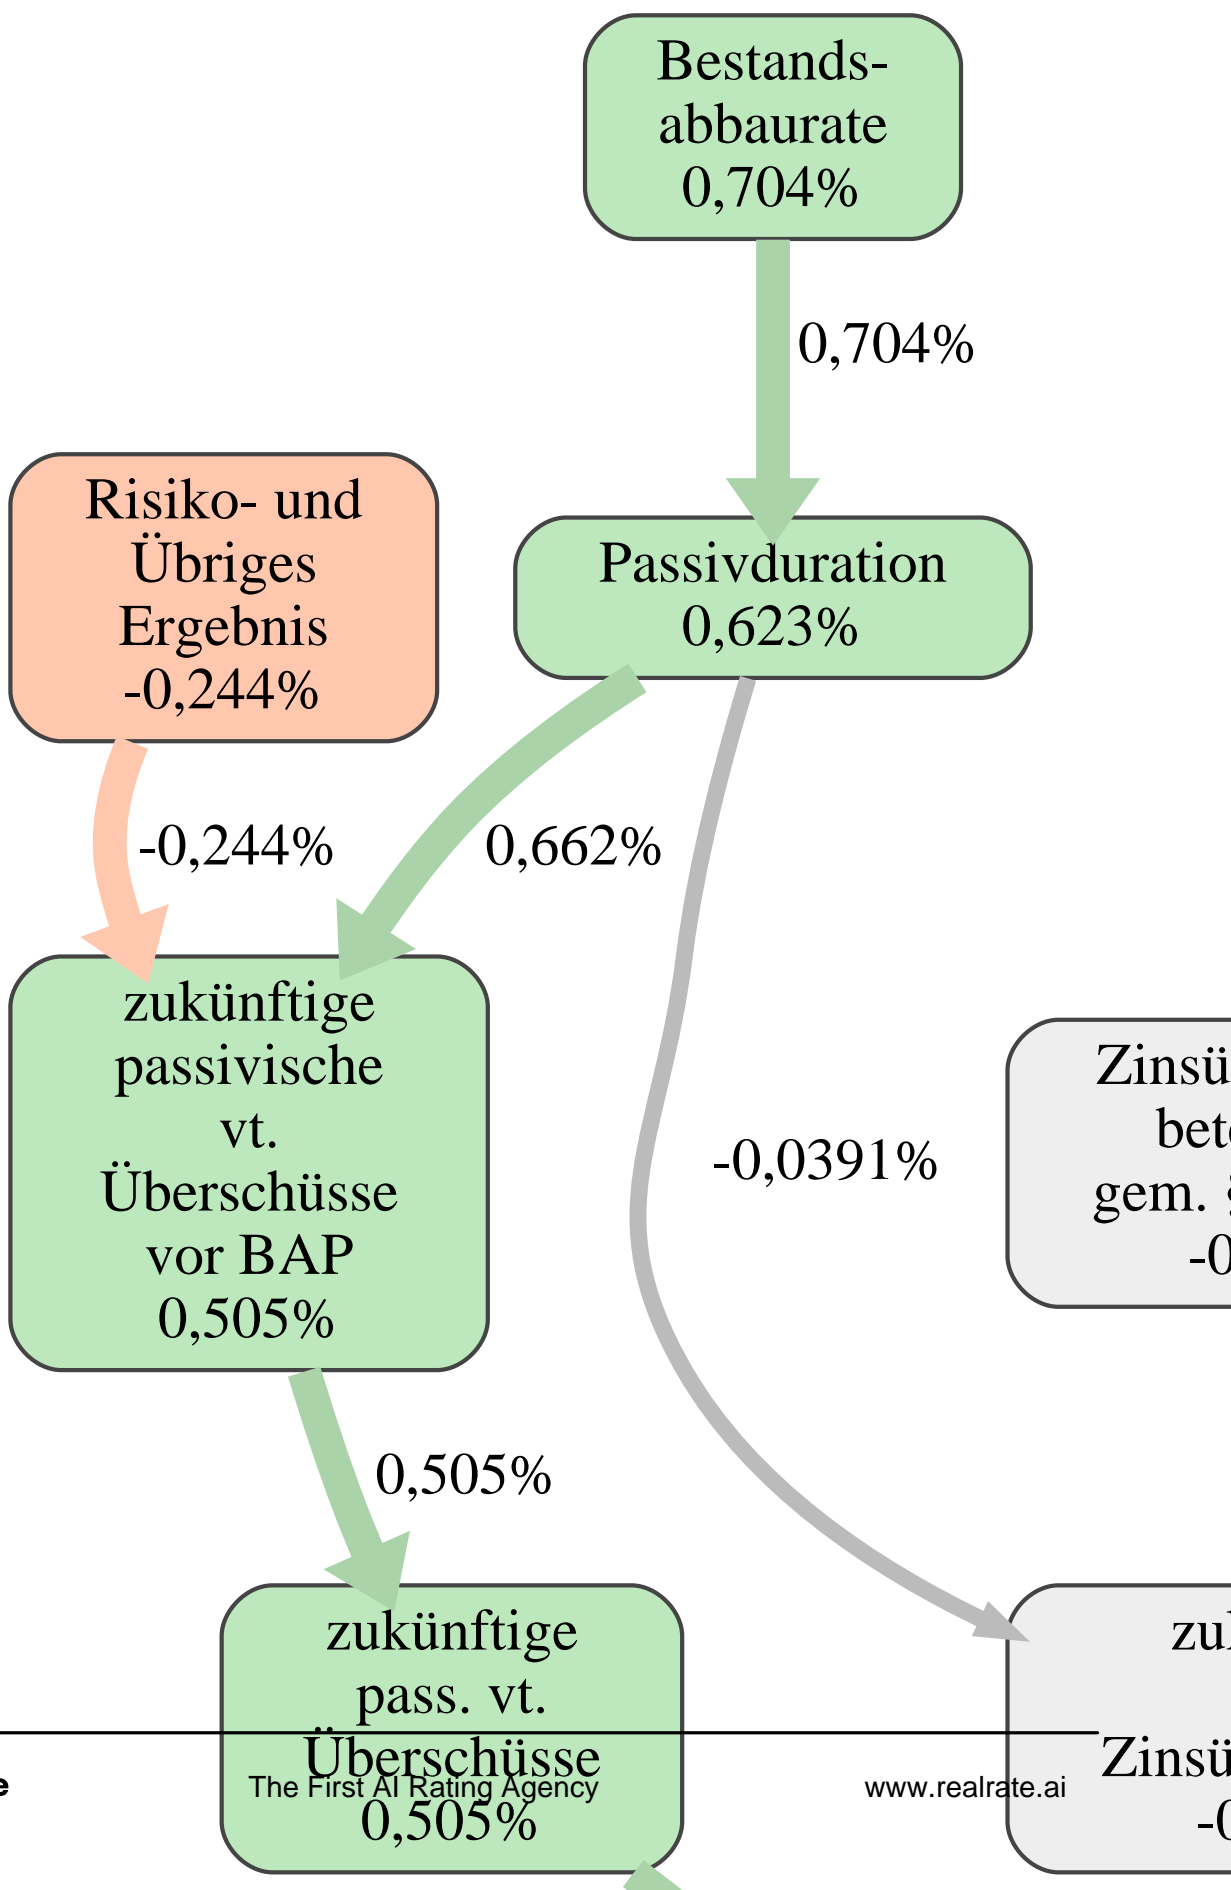 Bestands-
abbaurate
0,704%
0,704%
Risiko- und
Übriges
Ergebnis
-0,244%
Passivduration
0,623%
-0,244%
0,662%
zukünftige
passivische
vt.
Überschüsse
vor BAP
0,505%
-0,0391%
gem.
0,505%
zukünftige
pass. vt.
Überschüsse
0,505%
The First AI Rating Agency
www.realrate.ai